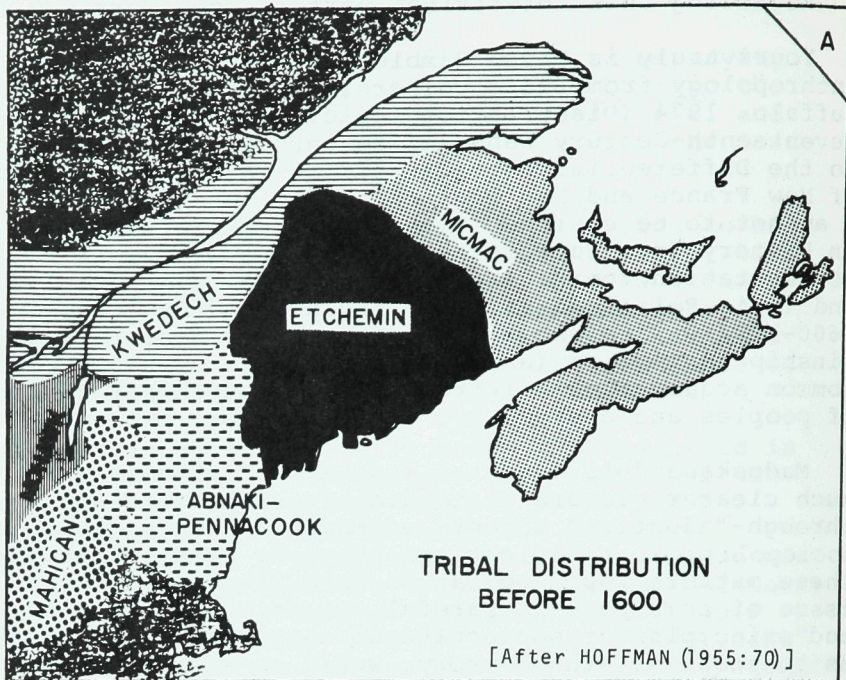 A
MICMAC
KWEDECH
ETCHEMIN
ABNAKI-
PENNACOOK
MAHICAN
TRIBAL DISTRIBUTION
BEFORE 1600
[After HOFFMAN (1955:70)]